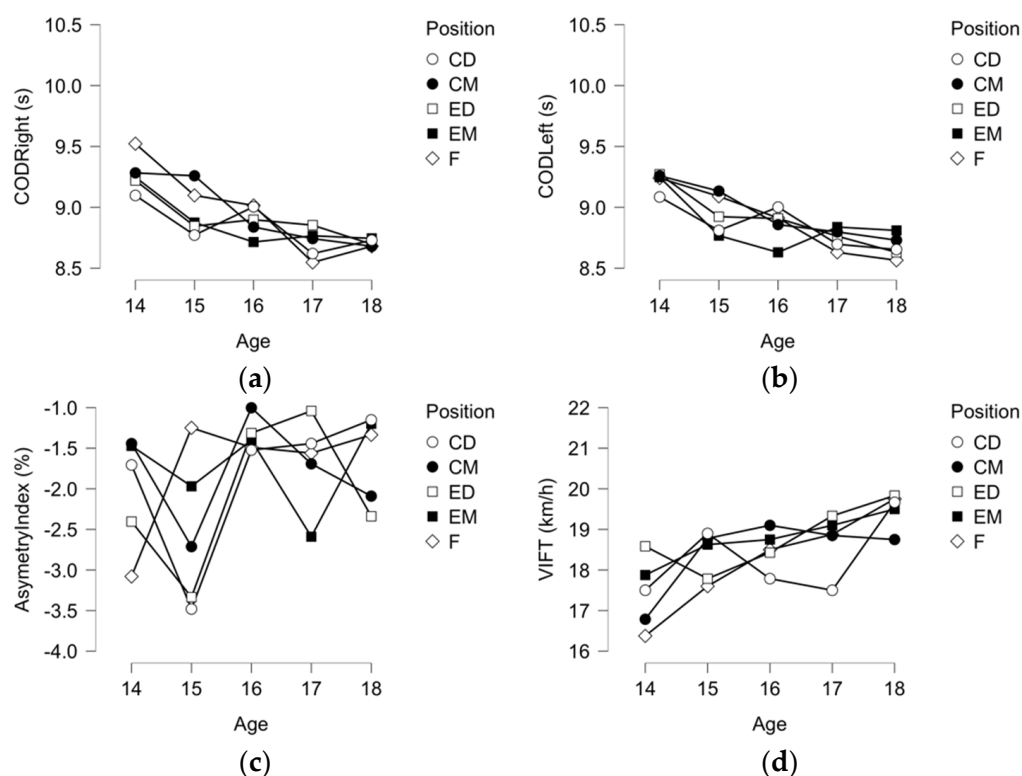 CODRight (s)
10.5
10.0
9.5
9.0
8.5
14 15 16 17 18
Age
Position
CD
CM
ED
EM
F
(a)
CODLeft (s)
10.5
10.0
9.5
9.0
8.5
14 15 16 17 18
Age
Position
CD
CM
ED
EM
F
(b)
AsymetryIndex (%)
-1.0
-1.5
-2.0
-2.5
-3.0
-3.5
-4.0
14 15 16 17 18
Age
Position
CD
CM
ED
EM
F
(c)
VIFT (km/h)
22
21
20
19
18
17
16
14 15 16 17 18
Age
Position
CD
CM
ED
EM
F
(d)